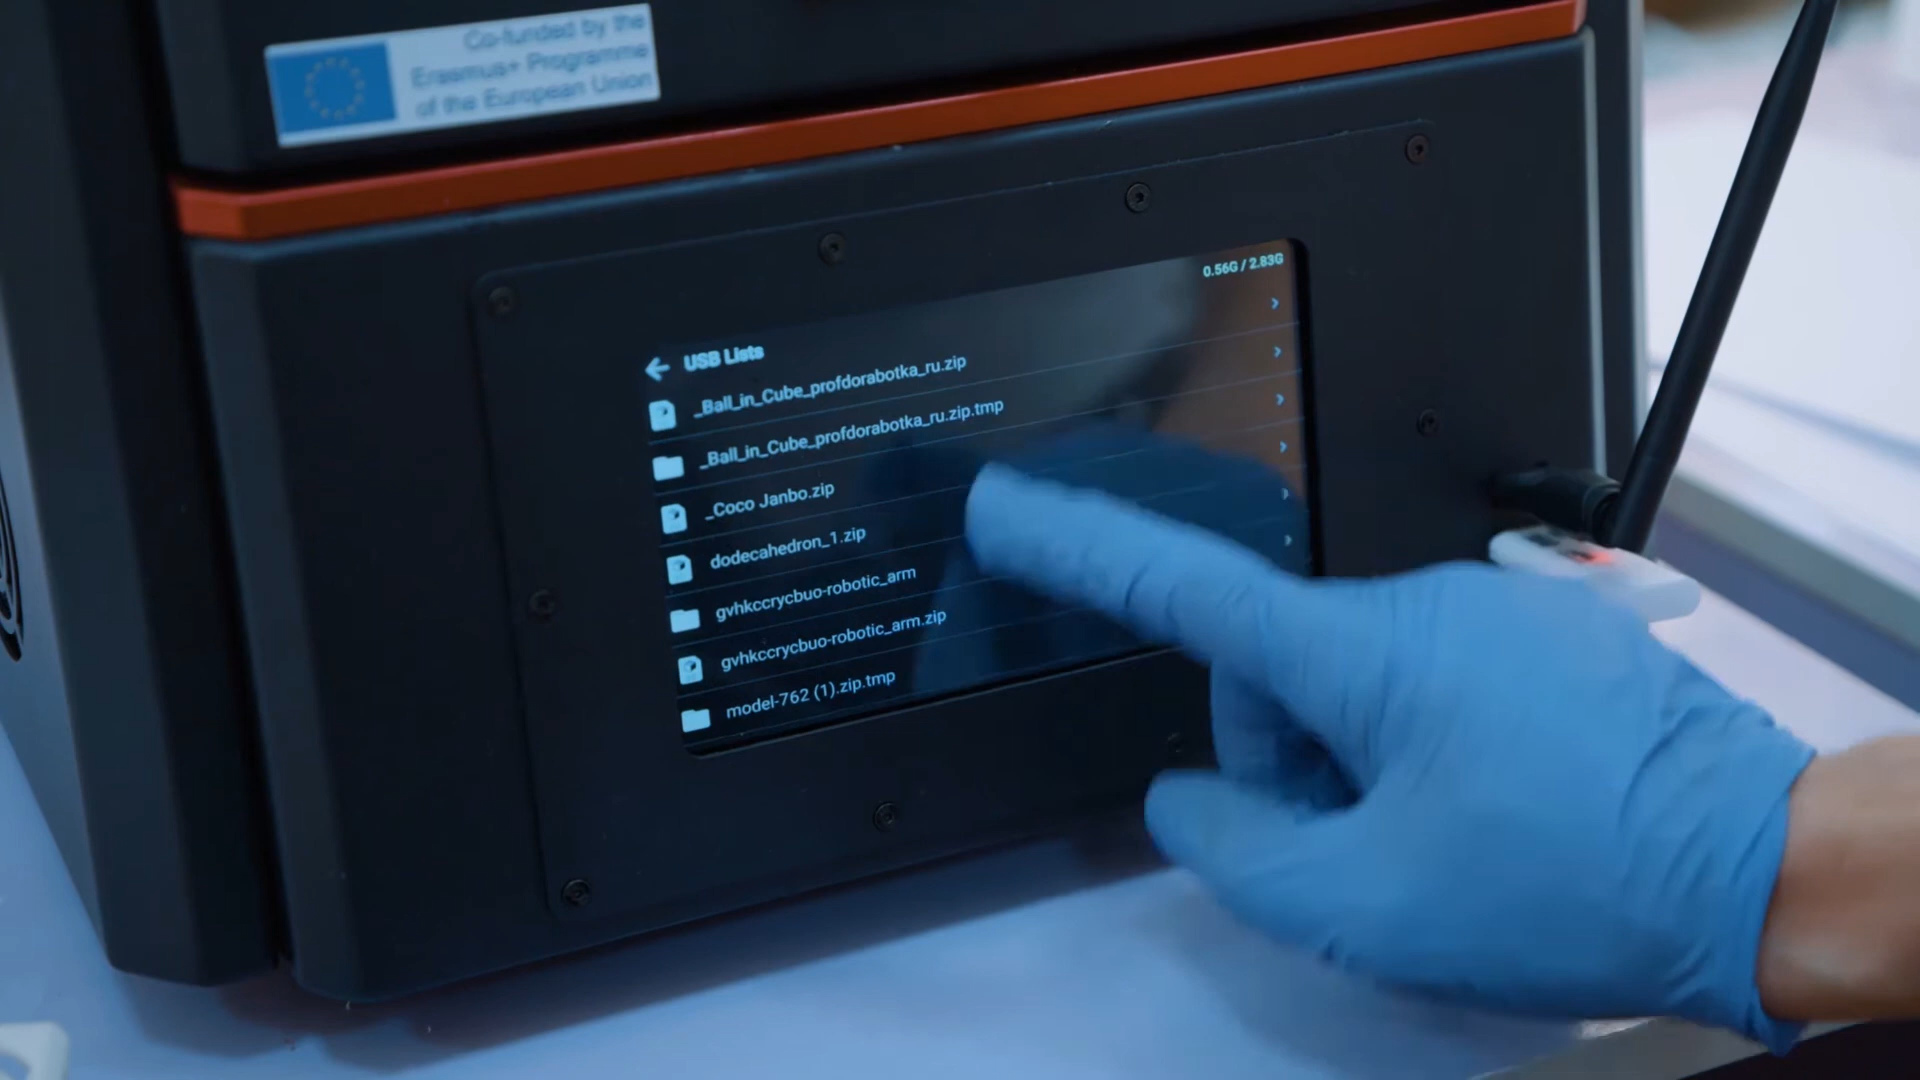 Co-funded by the
Erasmus+ Programme
of the European Union
0.56G / 2.83G
USB Lists
_Ball_in_Cube_profdorabotka_ru.zip
_Ball_in_Cube_profdorabotka_ru.zip.tmp
_Coco Janbo.zip
dodecahedron_1.zip
gvhkccrycbuo-robotic_arm
gvhkccrycbuo-robotic_arm.zip
model-762 (1).zip.tmp